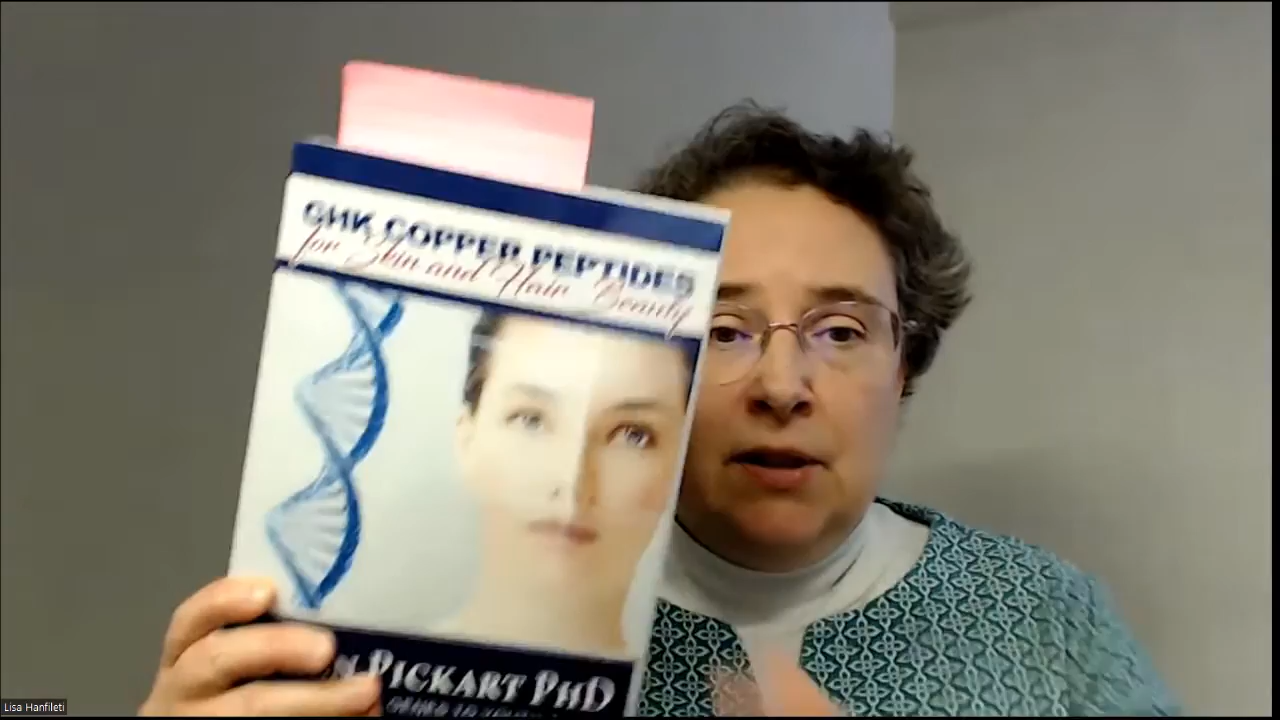 GHK COPPER PEPTIDES
for Skin and Hair Beauty
PICKART PHD
Lisa Hanfileti